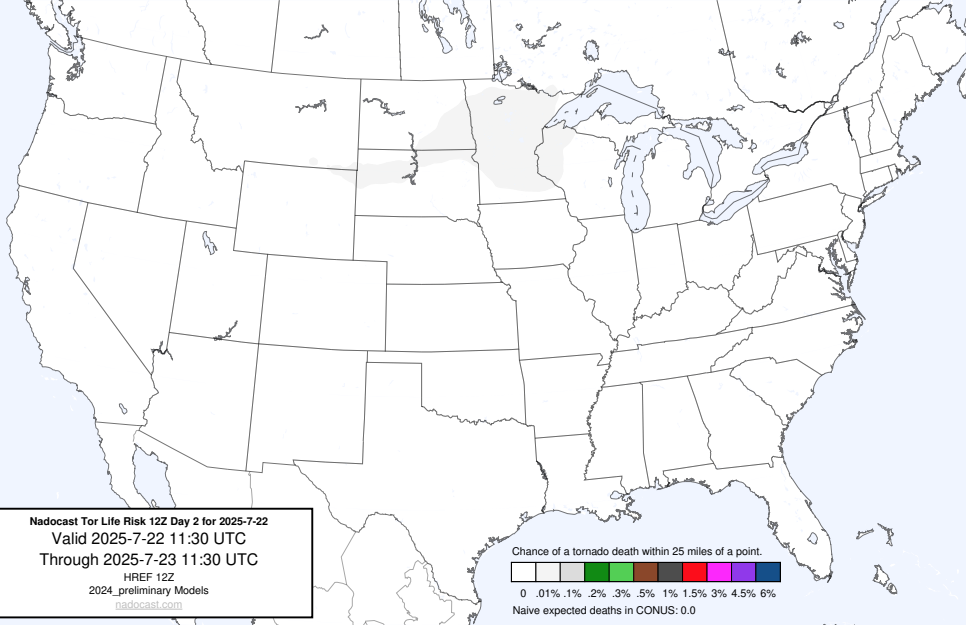 Nadocast Tor Life Risk 12Z Day 2 for 2025-7-22
Valid 2025-7-22 11:30 UTC
Through 2025-7-23 11:30 UTC
HREF 12Z
2024_preliminary Models
nadocast.com
Chance of a tornado death within 25 miles of a point.
0 .01% .1% .2% .3% .5% 1% 1.5% 3% 4.5% 6%
Naive expected deaths in CONUS: 0.0